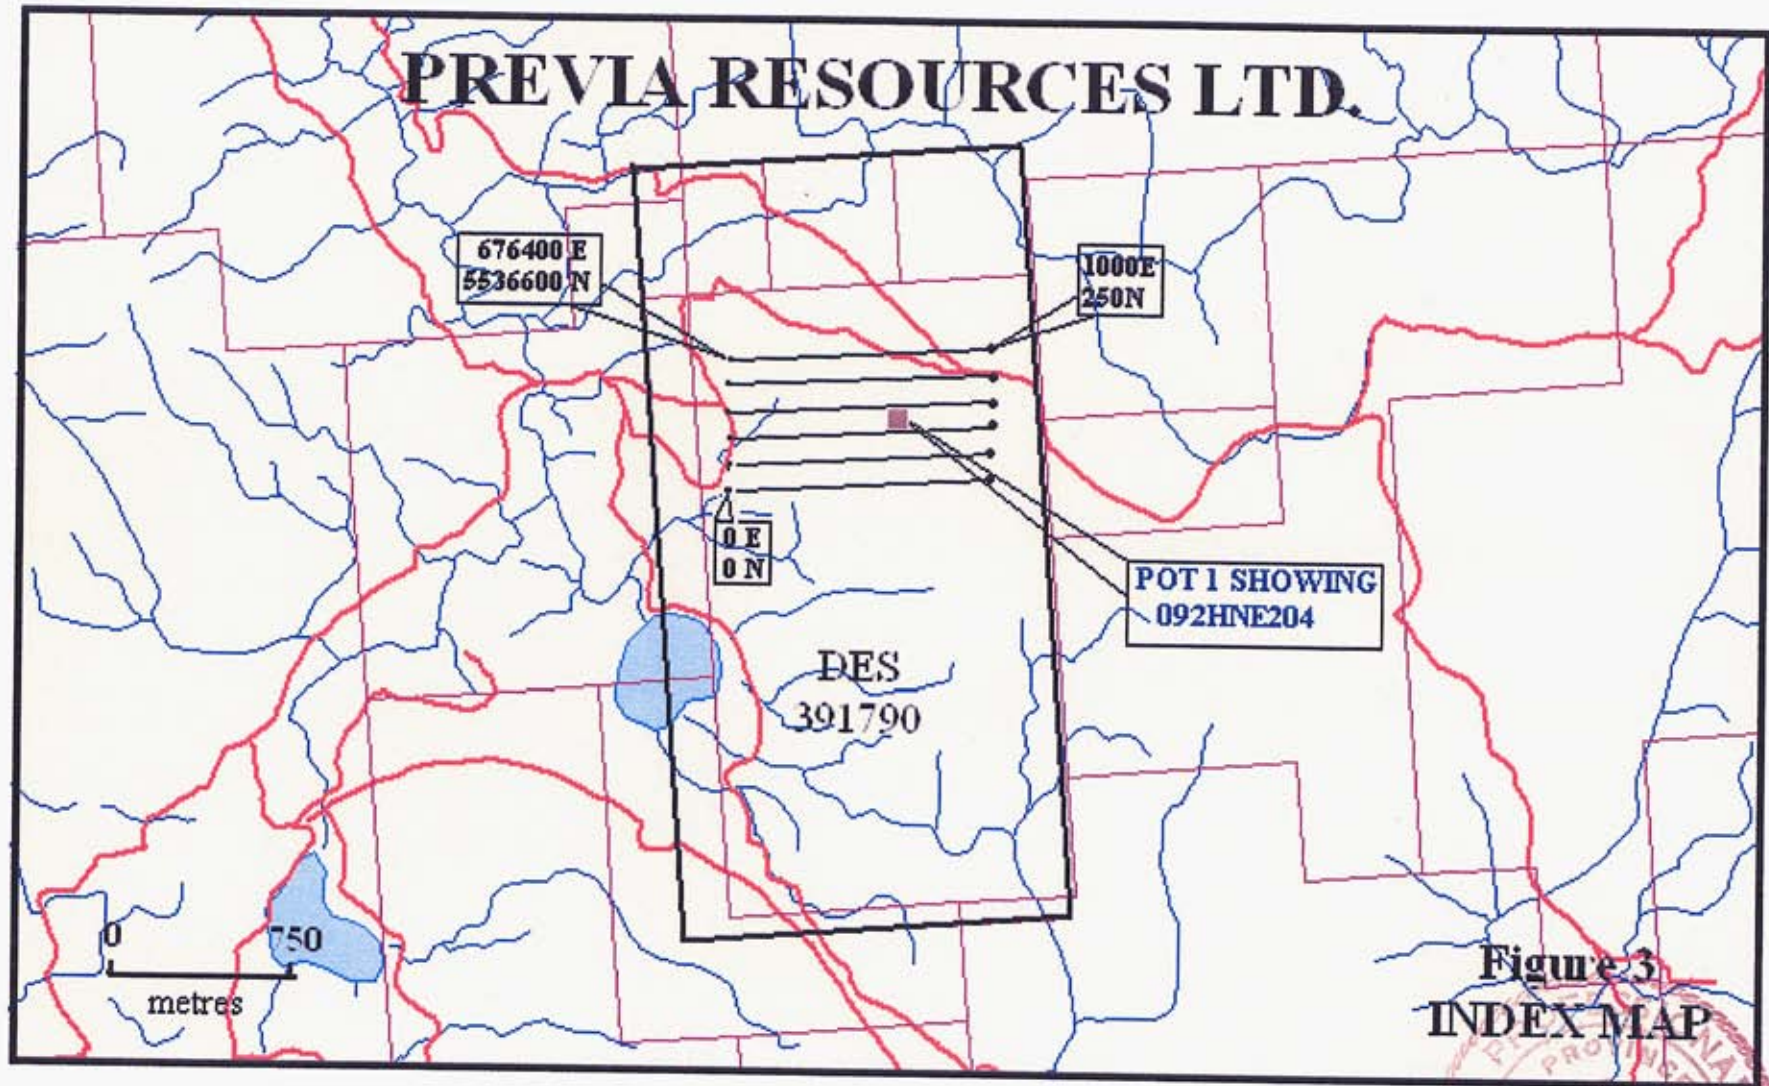 PREVIA RESOURCES LTD.
676400 E
5536600 N
1000E
250N
0 E
0 N
POT 1 SHOWING
092HNE204
DES
391790
0 750
metres
Figure 3
INDEX MAP
PROVINCE